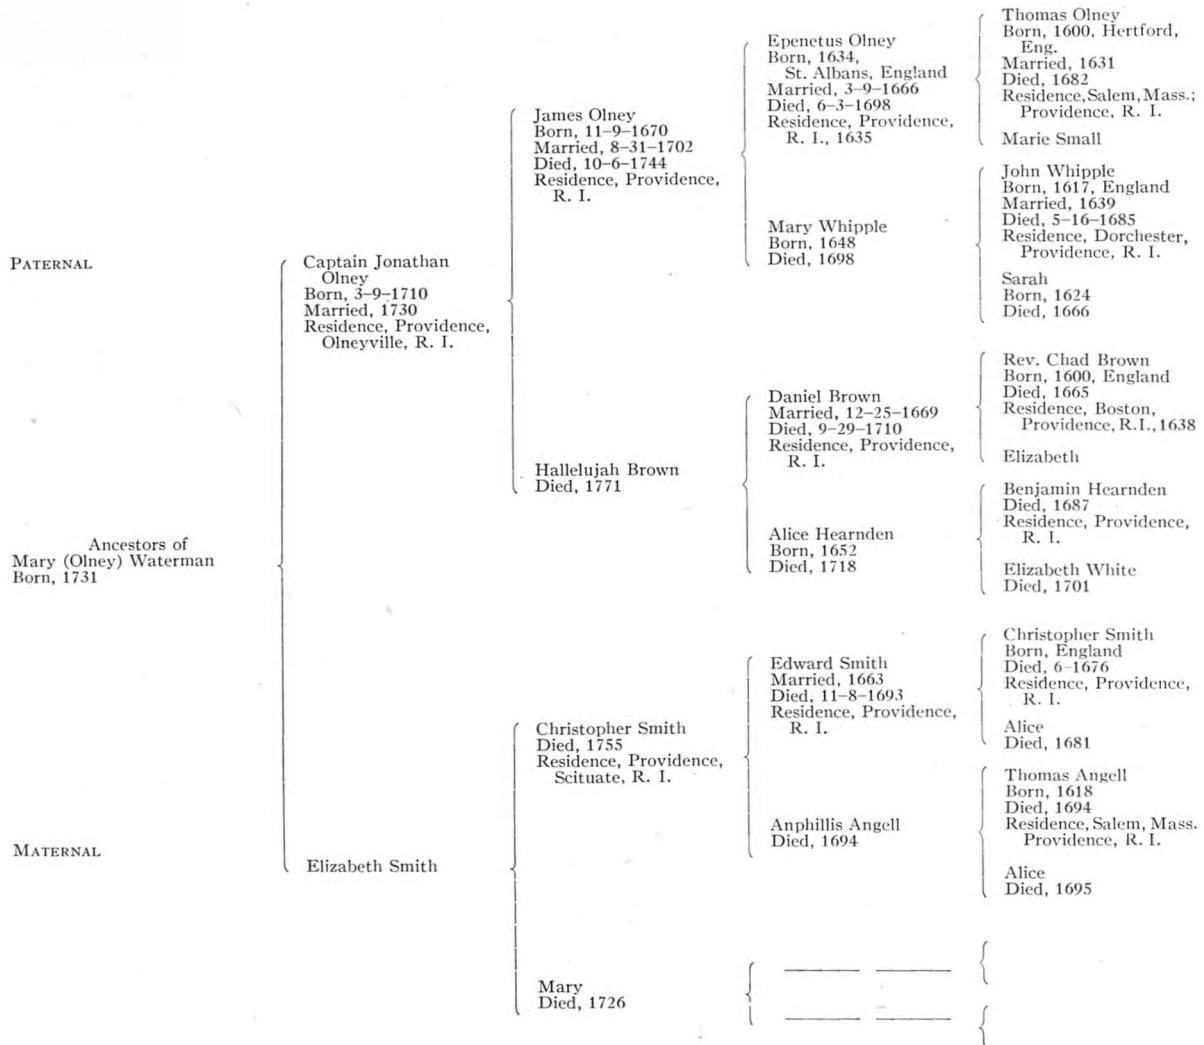 PATERNAL
Ancestors of
Mary (Olney) Waterman
Born, 1731
MATERNAL
Captain Jonathan
Olney
Born, 3-9-1710
Married, 1730
Residence, Providence,
Olneyville, R. I.
Elizabeth Smith
James Olney
Born, 11-9-1670
Married, 8-31-1702
Died, 10-6-1744
Residence, Providence,
R. I.
Hallelujah Brown
Died, 1771
Christopher Smith
Died, 1755
Residence, Providence,
Scituate, R. I.
Mary
Died, 1726
Epenetus Olney
Born, 1634,
St. Albans, England
Married, 3-9-1666
Died, 6-3-1698
Residence, Providence,
R. I., 1635
Mary Whipple
Born, 1648
Died, 1698
Daniel Brown
Married, 12-25-1669
Died, 9-29-1710
Residence, Providence,
R. I.
Alice Hearnden
Born, 1652
Died, 1718
Edward Smith
Married, 1663
Died, 11-8-1693
Residence, Providence,
R. I.
Anphillis Angell
Died, 1694
Thomas Olney
Born, 1600, Hertford,
Eng.
Married, 1631
Died, 1682
Residence, Salem, Mass.;
Providence, R. I.
Marie Small
John Whipple
Born, 1617, England
Married, 1639
Died, 5-16-1685
Residence, Dorchester,
Providence, R. I.
Sarah
Born, 1624
Died, 1666
Rev. Chad Brown
Born, 1600, England
Died, 1665
Residence, Boston,
Providence, R.I., 1638
Elizabeth
Benjamin Hearnden
Died, 1687
Residence, Providence,
R. I.
Elizabeth White
Died, 1701
Christopher Smith
Born, England
Died, 6-1676
Residence, Providence,
R. I.
Alice
Died, 1681
Thomas Angell
Born, 1618
Died, 1694
Residence, Salem, Mass.
Providence, R. I.
Alice
Died, 1695